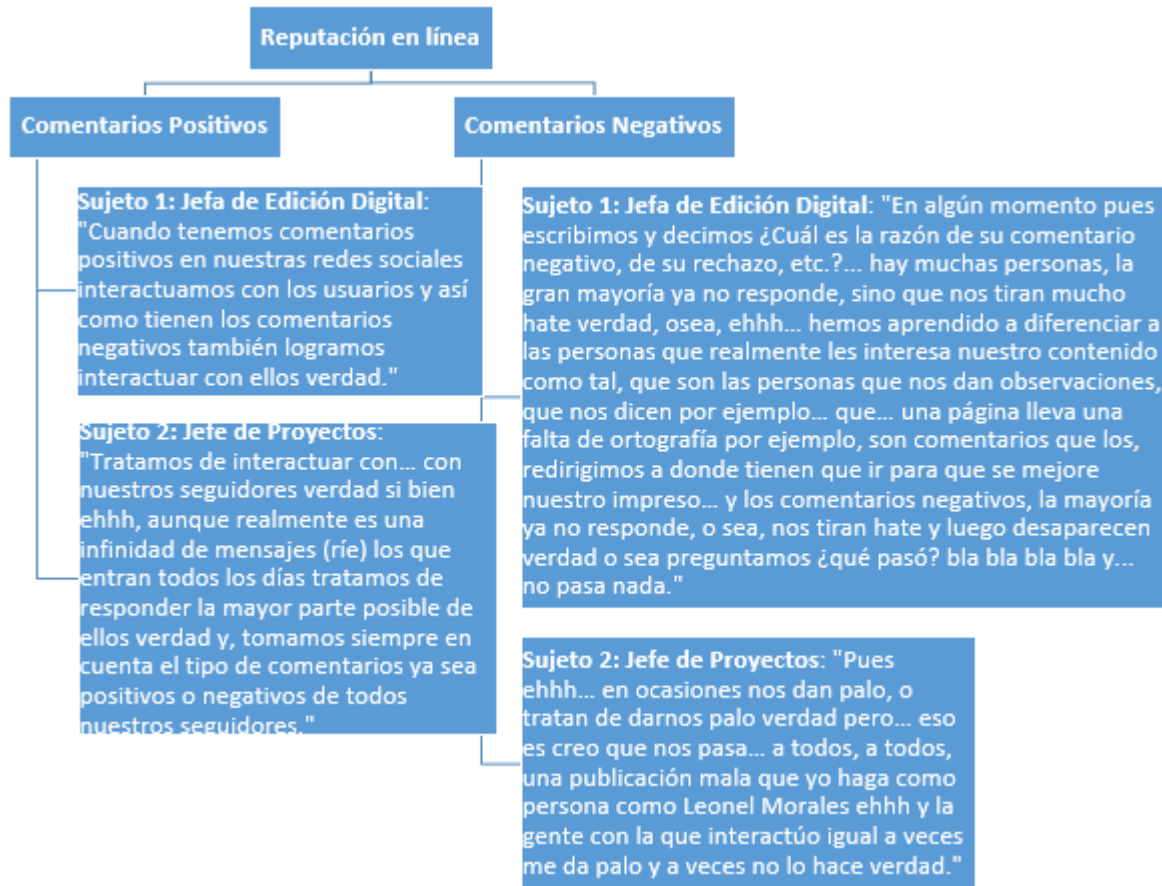 Reputación en línea
Comentarios Positivos
Comentarios Negativos
Sujeto 1: Jefa de Edición Digital:
"Cuando tenemos comentarios
positivos en nuestras redes sociales
interactuamos con los usuarios y así
como tienen los comentarios
negativos también logramos
interactuar con ellos verdad."
Sujeto 2: Jefe de Proyectos:
"Tratamos de interactuar con... con
nuestros seguidores verdad si bien
ehhh, aunque realmente es una
infinidad de mensajes (ríe) los que
entran todos los días tratamos de
responder la mayor parte posible de
ellos verdad y, tomamos siempre en
cuenta el tipo de comentarios ya sea
positivos o negativos de todos
nuestros seguidores."
Sujeto 1: Jefa de Edición Digital: "En algún momento pues
escribimos y decimos ¿Cuál es la razón de su comentario
negativo, de su rechazo, etc.?... hay muchas personas, la
gran mayoría ya no responde, sino que nos tiran mucho
hate verdad, osea, ehhh... hemos aprendido a diferenciar a
las personas que realmente les interesa nuestro contenido
como tal, que son las personas que nos dan observaciones,
que nos dicen por ejemplo... que... una página lleva una
falta de ortografía por ejemplo, son comentarios que los,
redirigimos a donde tienen que ir para que se mejore
nuestro impreso... y los comentarios negativos, la mayoría
ya no responde, o sea, nos tiran hate y luego desaparecen
verdad o sea preguntamos ¿qué pasó? bla bla bla bla y...
no pasa nada."
Sujeto 2: Jefe de Proyectos: "Pues
ehhh... en ocasiones nos dan palo, o
tratan de darnos palo verdad pero... eso
es creo que nos pasa... a todos, a todos,
una publicación mala que yo haga como
persona como Leonel Morales ehhh y la
gente con la que interactúo igual a veces
me da palo y a veces no lo hace verdad."